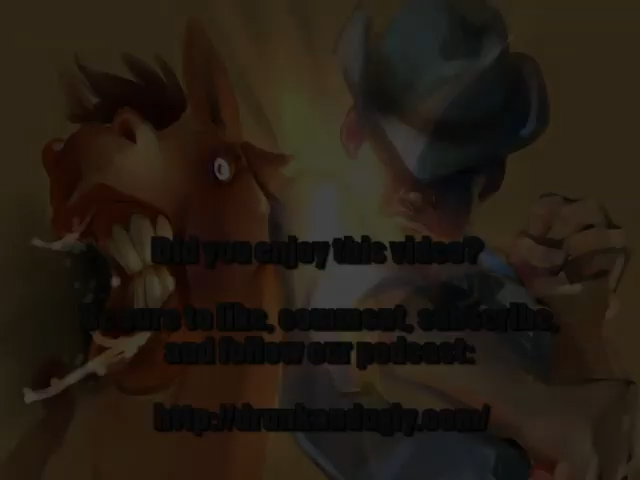 Did you enjoy this video?
Be sure to like, comment, subscribe,
and follow our podcast:
http://drunkandugly.com/